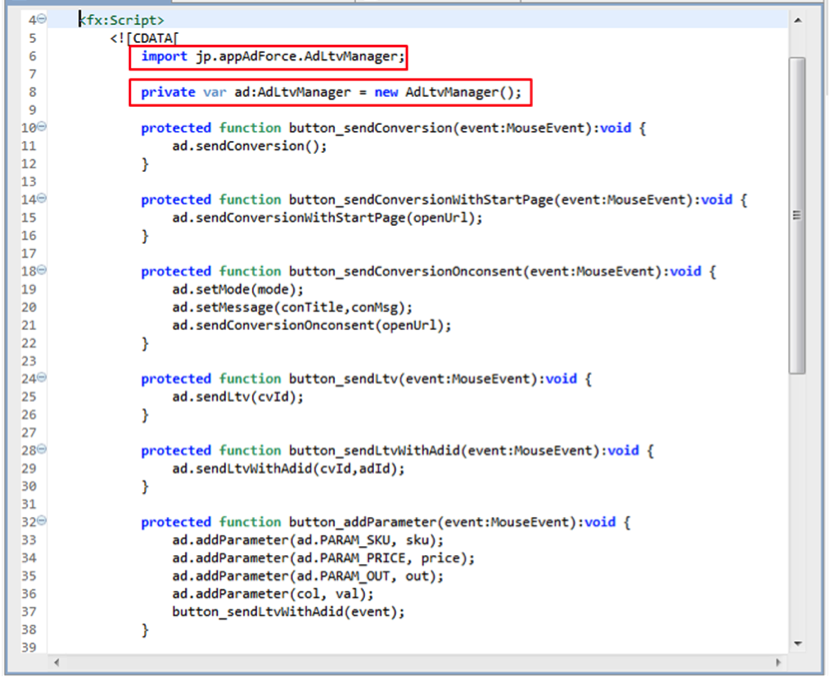 4 <fx:Script>
5 <![CDATA[
6 import jp.appAdForce.AdLtvManager;
7
8 private var ad:AdLtvManager = new AdLtvManager();
9
10 protected function button_sendConversion(event:MouseEvent):void {
11 ad.sendConversion();
12 }
13
14 protected function button_sendConversionWithStartPage(event:MouseEvent):void {
15 ad.sendConversionWithStartPage(openUrl);
16 }
17
18 protected function button_sendConversionOnconsent(event:MouseEvent):void {
19 ad.setMode(mode);
20 ad.setMessage(conTitle,conMsg);
21 ad.sendConversionOnconsent(openUrl);
22 }
23
24 protected function button_sendLtv(event:MouseEvent):void {
25 ad.sendLtv(cvId);
26 }
27
28 protected function button_sendLtvWithAdid(event:MouseEvent):void {
29 ad.sendLtvWithAdid(cvId,adId);
30 }
31
32 protected function button_addParameter(event:MouseEvent):void {
33 ad.addParameter(ad.PARAM_SKU, sku);
34 ad.addParameter(ad.PARAM_PRICE, price);
35 ad.addParameter(ad.PARAM_OUT, out);
36 ad.addParameter(col, val);
37 button_sendLtvWithAdid(event);
38 }
39